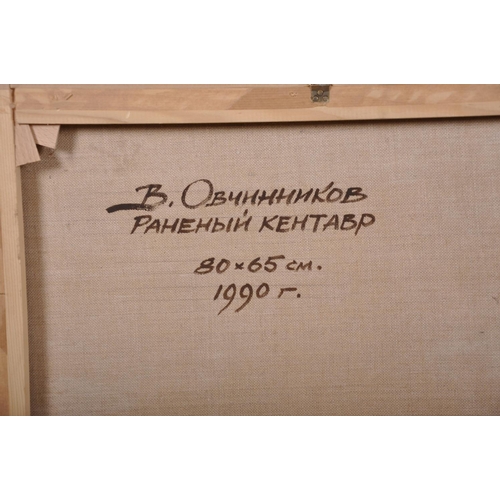 В. Овчинников
РАНЕНЫЙ КЕНТАВР
80×65 см.
1990 г.